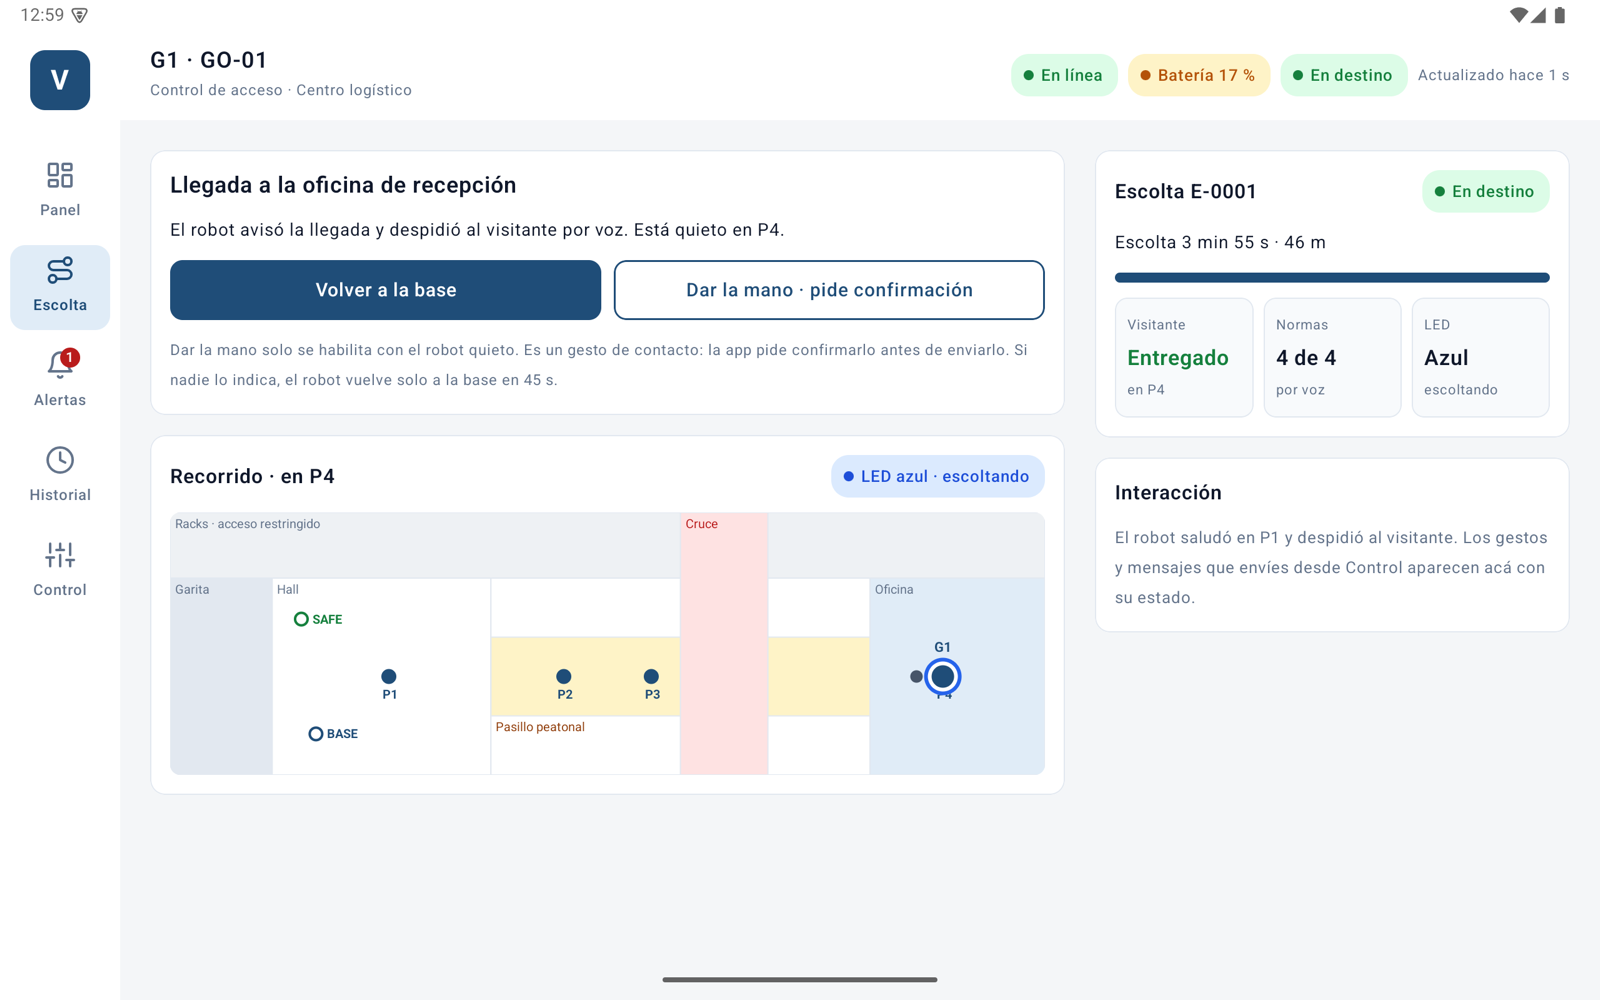 12:59
V
G1 · GO-01
Control de acceso · Centro logístico
En línea
Batería 17 %
En destino
Actualizado hace 1 s
Panel
Escolta
1
Alertas
Historial
Control
Llegada a la oficina de recepción
El robot avisó la llegada y despidió al visitante por voz. Está quieto en P4.
Volver a la base
Dar la mano · pide confirmación
Dar la mano solo se habilita con el robot quieto. Es un gesto de contacto: la app pide confirmarlo antes de enviarlo. Si
nadie lo indica, el robot vuelve solo a la base en 45 s.
Recorrido · en P4
LED azul · escoltando
Racks · acceso restringido
Cruce
Garita
Hall
Oficina
SAFE
G1
P1
P2
P3
P4
Pasillo peatonal
BASE
Escolta E-0001
En destino
Escolta 3 min 55 s · 46 m
Visitante
Entregado
en P4
Normas
4 de 4
por voz
LED
Azul
escoltando
Interacción
El robot saludó en P1 y despidió al visitante. Los gestos
y mensajes que envíes desde Control aparecen acá con
su estado.